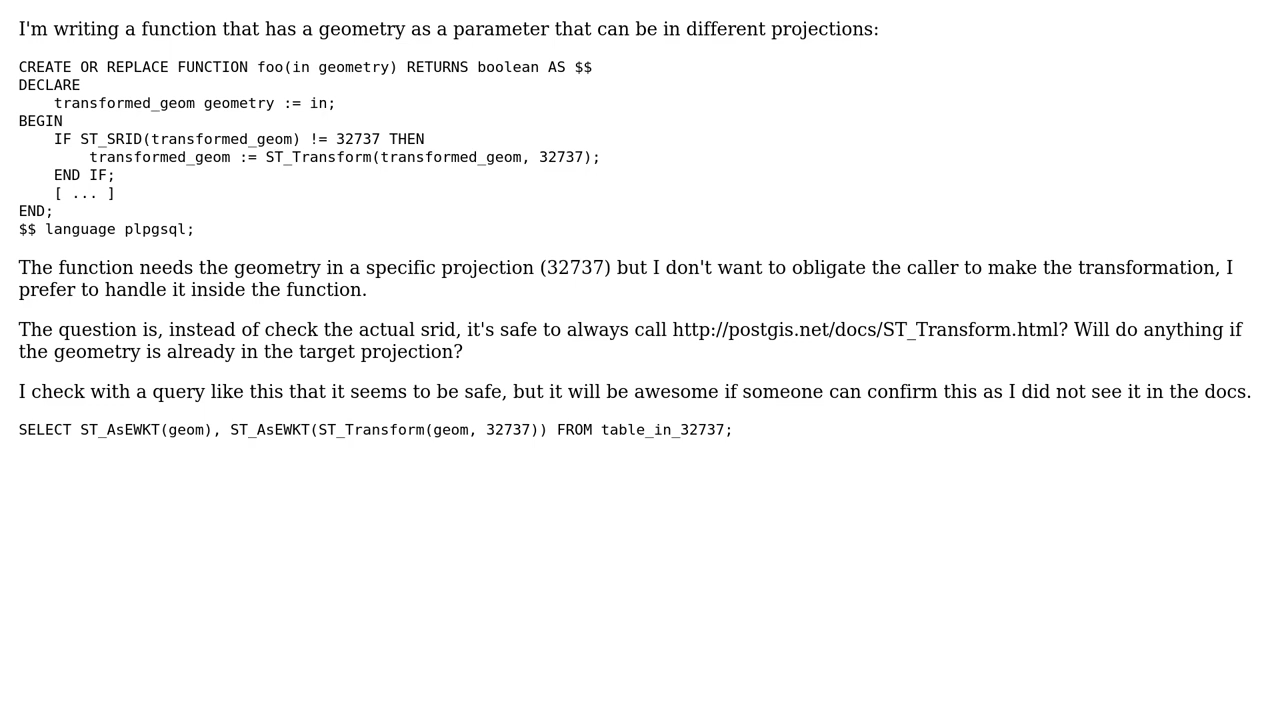 I'm writing a function that has a geometry as a parameter that can be in different projections:
CREATE OR REPLACE FUNCTION foo(in geometry) RETURNS boolean AS $$
DECLARE
    transformed_geom geometry := in;
BEGIN
    IF ST_SRID(transformed_geom) != 32737 THEN
        transformed_geom := ST_Transform(transformed_geom, 32737);
    END IF;
    [ ... ]
END;
$$ language plpgsql;
The function needs the geometry in a specific projection (32737) but I don't want to obligate the caller to make the transformation, I
prefer to handle it inside the function.
The question is, instead of check the actual srid, it's safe to always call http://postgis.net/docs/ST_Transform.html? Will do anything if
the geometry is already in the target projection?
I check with a query like this that it seems to be safe, but it will be awesome if someone can confirm this as I did not see it in the docs.
SELECT ST_AsEWKT(geom), ST_AsEWKT(ST_Transform(geom, 32737)) FROM table_in_32737;